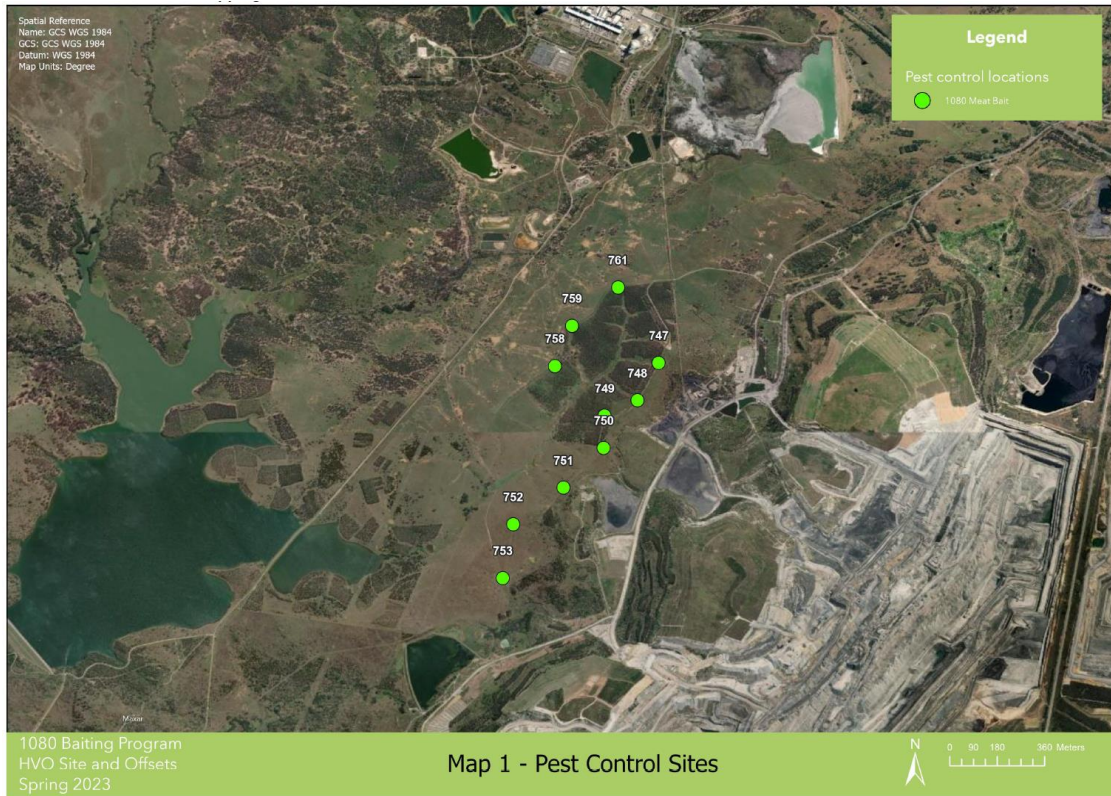 Spatial Reference
Name: GCS WGS 1984
GCS: GCS WGS 1984
Datum: WGS 1984
Map Units: Degree
Legend
Pest control locations
1080 Meat Bait
761
759
758
747
748
749
750
751
752
753
Maxar
1080 Baiting Program
HVO Site and Offsets
Spring 2023
Map 1 - Pest Control Sites
N
0 90 180 360 Meters